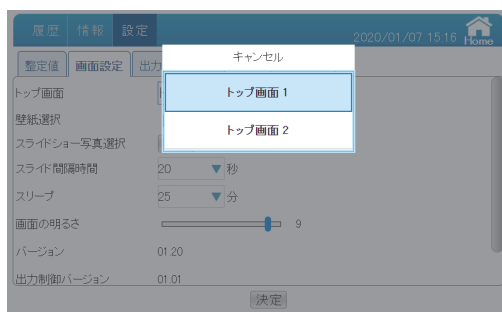 履歴 情報 設定 2020/01/07 15:16 Home
キャンセル
整定値 画面設定 出力
トップ画面 1
トップ画面
トップ画面 2
壁紙選択
スライドショー写真選択
スライド間隔時間 20 ▼ 秒
スリープ 25 ▼ 分
画面の明るさ 9
バージョン 01.20
出力制御バージョン 01.01
決定